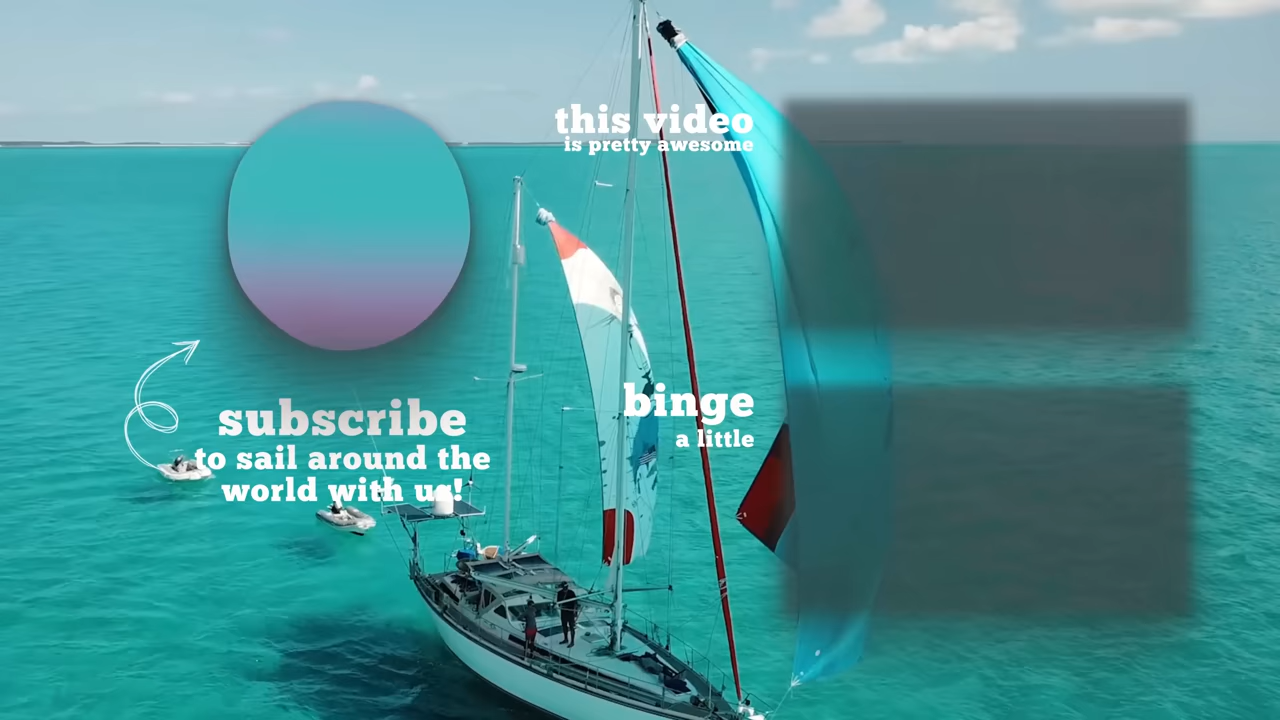 this video
is pretty awesome
binge
a little
subscribe
to sail around the
world with us!